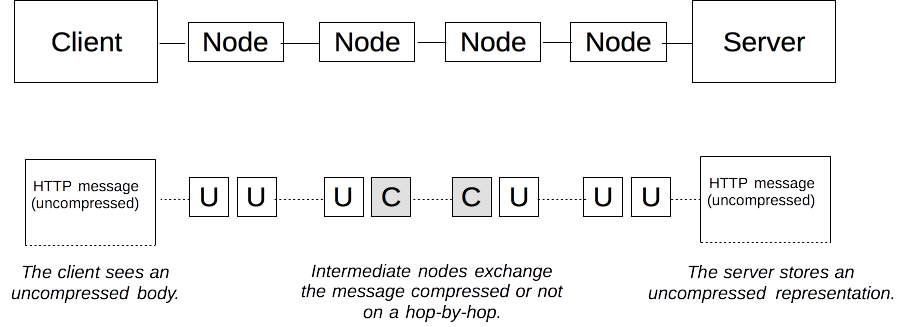 Client Node Node Node Node Server
HTTP message
(uncompressed)
U U U C C U U U
HTTP message
(uncompressed)
The client sees an
uncompressed body.
Intermediate nodes exchange
the message compressed or not
on a hop-by-hop.
The server stores an
uncompressed representation.